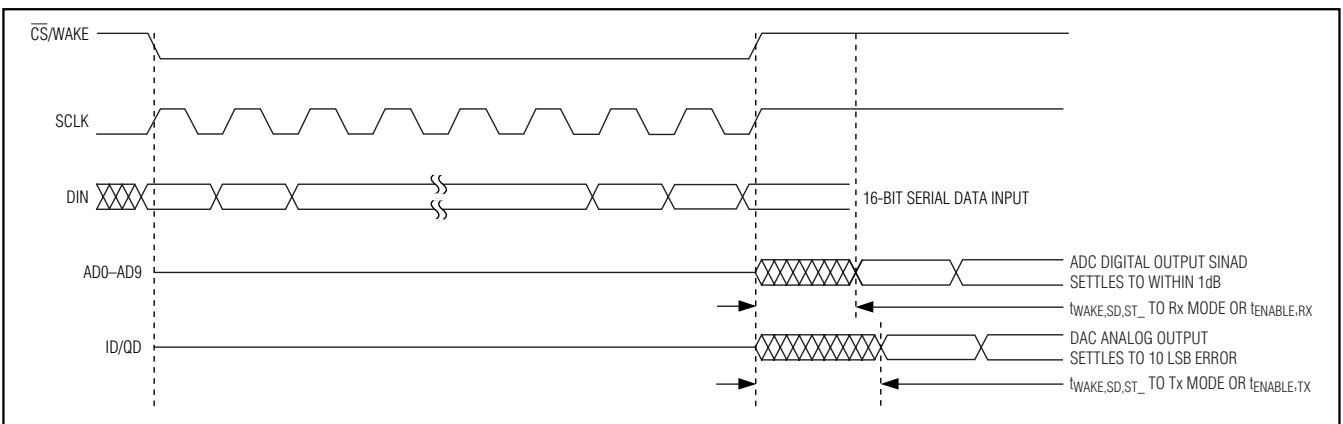 C̅S̅/WAKE
SCLK
DIN
16-BIT SERIAL DATA INPUT
AD0–AD9
ADC DIGITAL OUTPUT SINAD
SETTLES TO WITHIN 1dB
tWAKE,SD,ST_ TO Rx MODE OR tENABLE,RX
ID/QD
DAC ANALOG OUTPUT
SETTLES TO 10 LSB ERROR
tWAKE,SD,ST_ TO Tx MODE OR tENABLE,TX